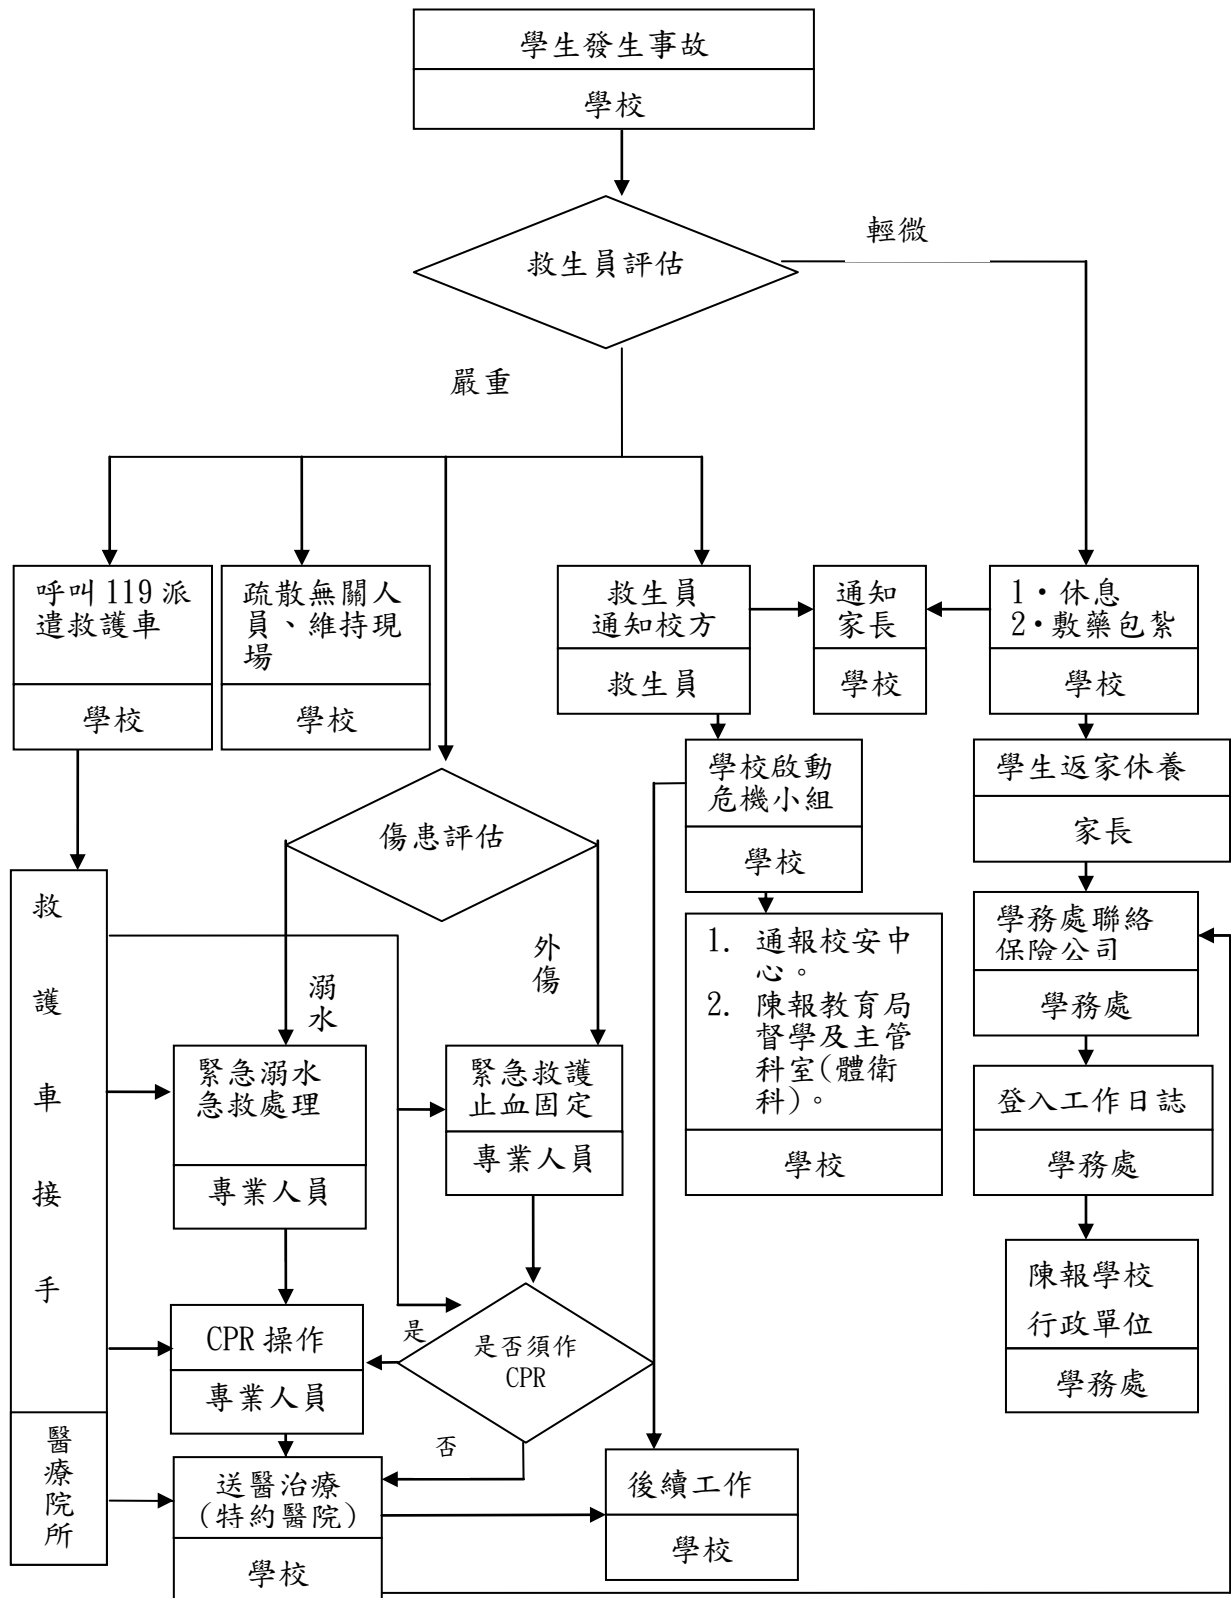 學生發生事故
學校
救生員評估
輕微
嚴重
呼叫119派
遣救護車
學校
疏散無關人
員、維持現
場
學校
救生員
通知校方
救生員
通知
家長
學校
1·休息
2·敷藥包紮
學校
學校啟動
危機小組
學校
學生返家休養
家長
傷患評估
溺水
外傷
救護車接手
醫療院所
1. 通報校安中
心。
2. 陳報教育局
督學及主管
科室(體衛
科)。
學校
學務處聯絡
保險公司
學務處
緊急溺水
急救處理
專業人員
緊急救護
止血固定
專業人員
登入工作日誌
學務處
陳報學校
行政單位
學務處
CPR操作
專業人員
是
是否須作
CPR
否
送醫治療
(特約醫院)
學校
後續工作
學校